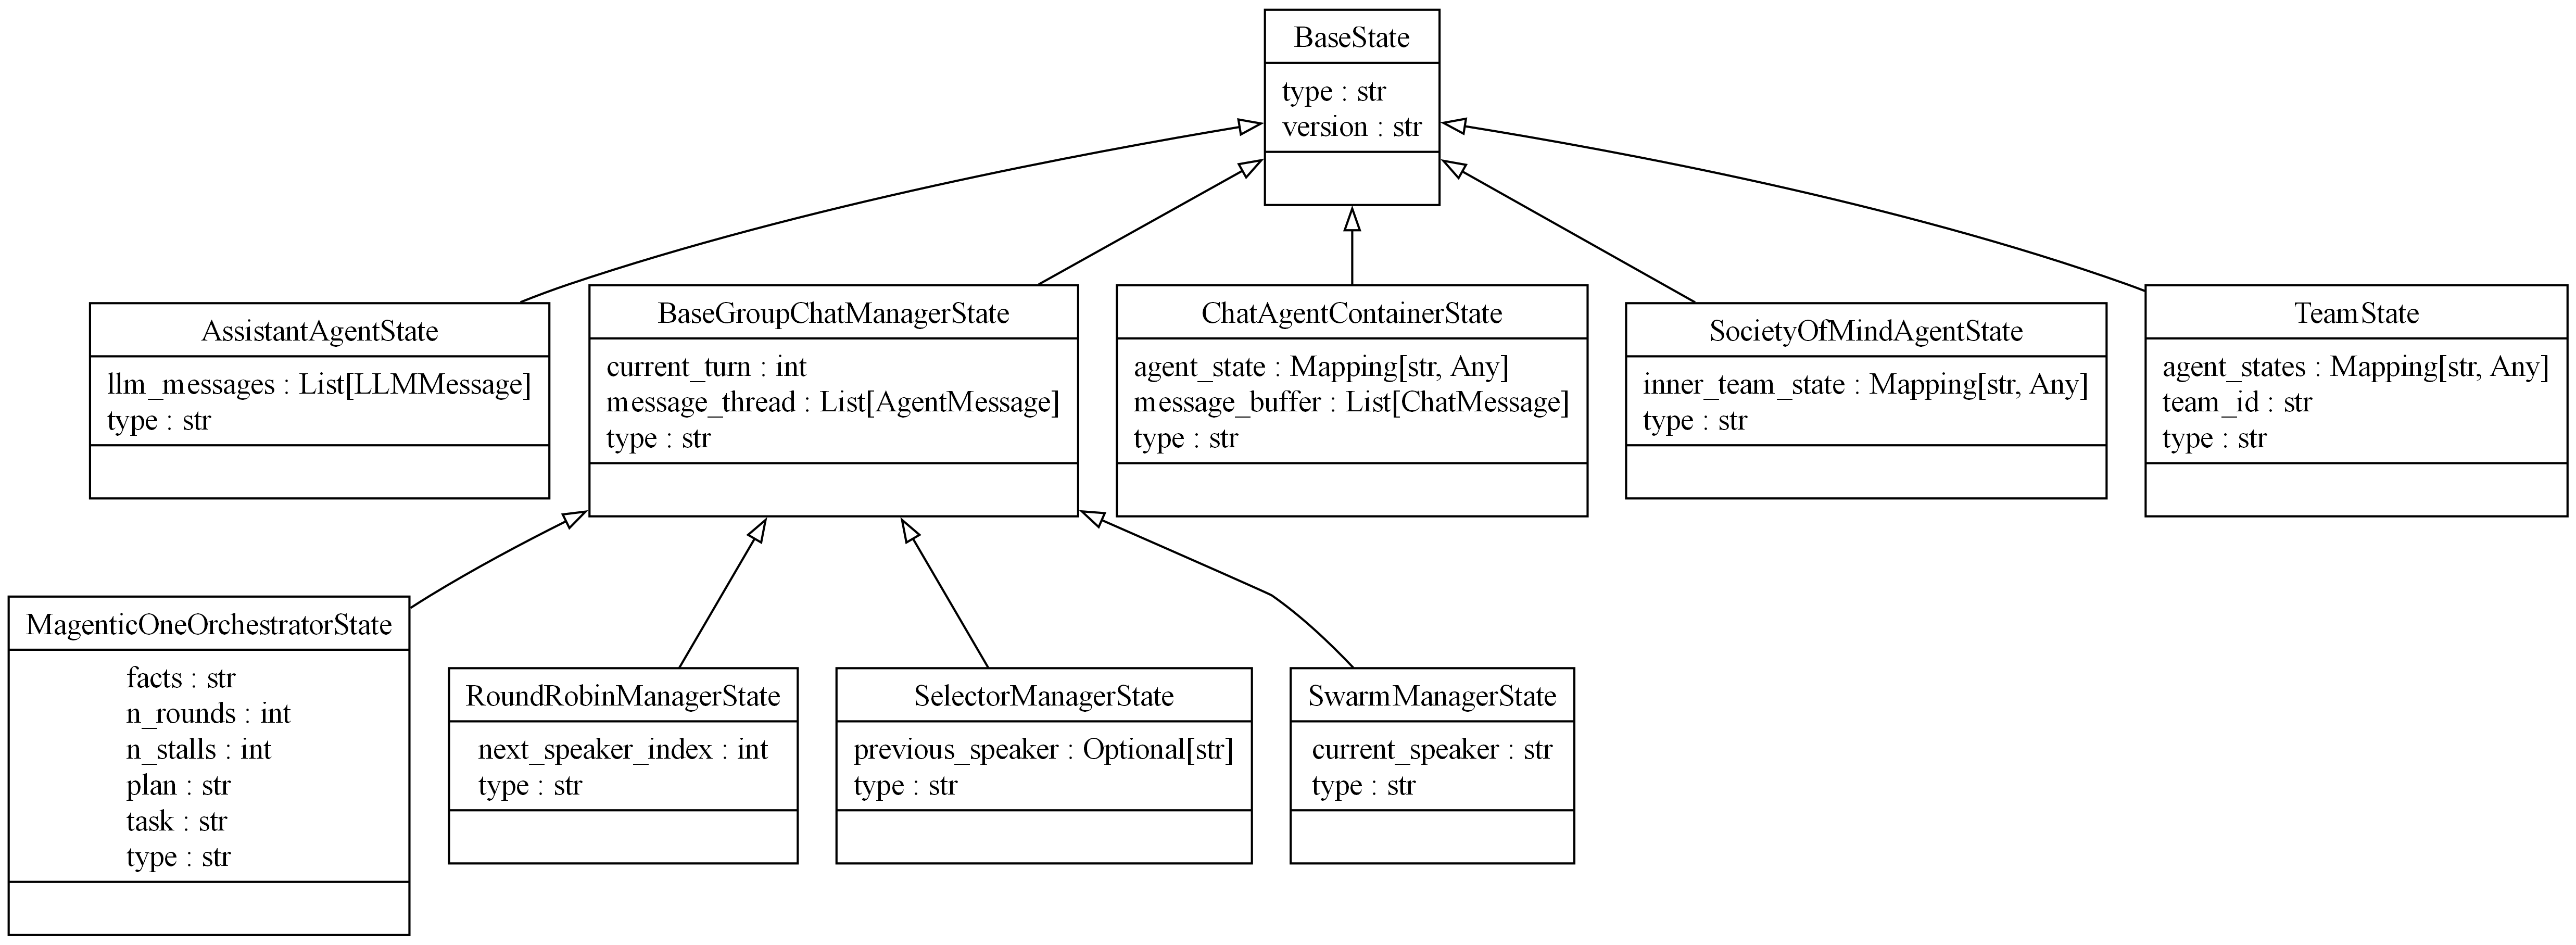 BaseState
type : str
version : str
AssistantAgentState
llm_messages : List[LLMMessage]
type : str
BaseGroupChatManagerState
current_turn : int
message_thread : List[AgentMessage]
type : str
ChatAgentContainerState
agent_state : Mapping[str, Any]
message_buffer : List[ChatMessage]
type : str
SocietyOfMindAgentState
inner_team_state : Mapping[str, Any]
type : str
TeamState
agent_states : Mapping[str, Any]
team_id : str
type : str
MagenticOneOrchestratorState
facts : str
n_rounds : int
n_stalls : int
plan : str
task : str
type : str
RoundRobinManagerState
next_speaker_index : int
type : str
SelectorManagerState
previous_speaker : Optional[str]
type : str
SwarmManagerState
current_speaker : str
type : str